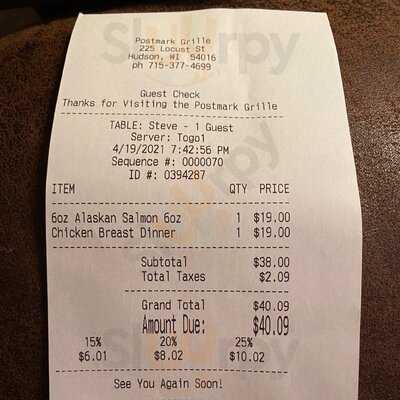 Postmark Grille
225 Locust St
Hudson, WI 54016
ph 715-377-4699
Guest Check
Thanks for Visiting the Postmark Grille
TABLE: Steve - 1 Guest
Server: Togo1
4/19/2021 7:42:56 PM
Sequence #: 0000070
ID #: 0394287
ITEM QTY PRICE
6oz Alaskan Salmon 6oz 1 $19.00
Chicken Breast Dinner 1 $19.00
Subtotal $38.00
Total Taxes $2.09
Grand Total $40.09
Amount Due: $40.09
15% 20% 25%
$6.01 $8.02 $10.02
See You Again Soon!